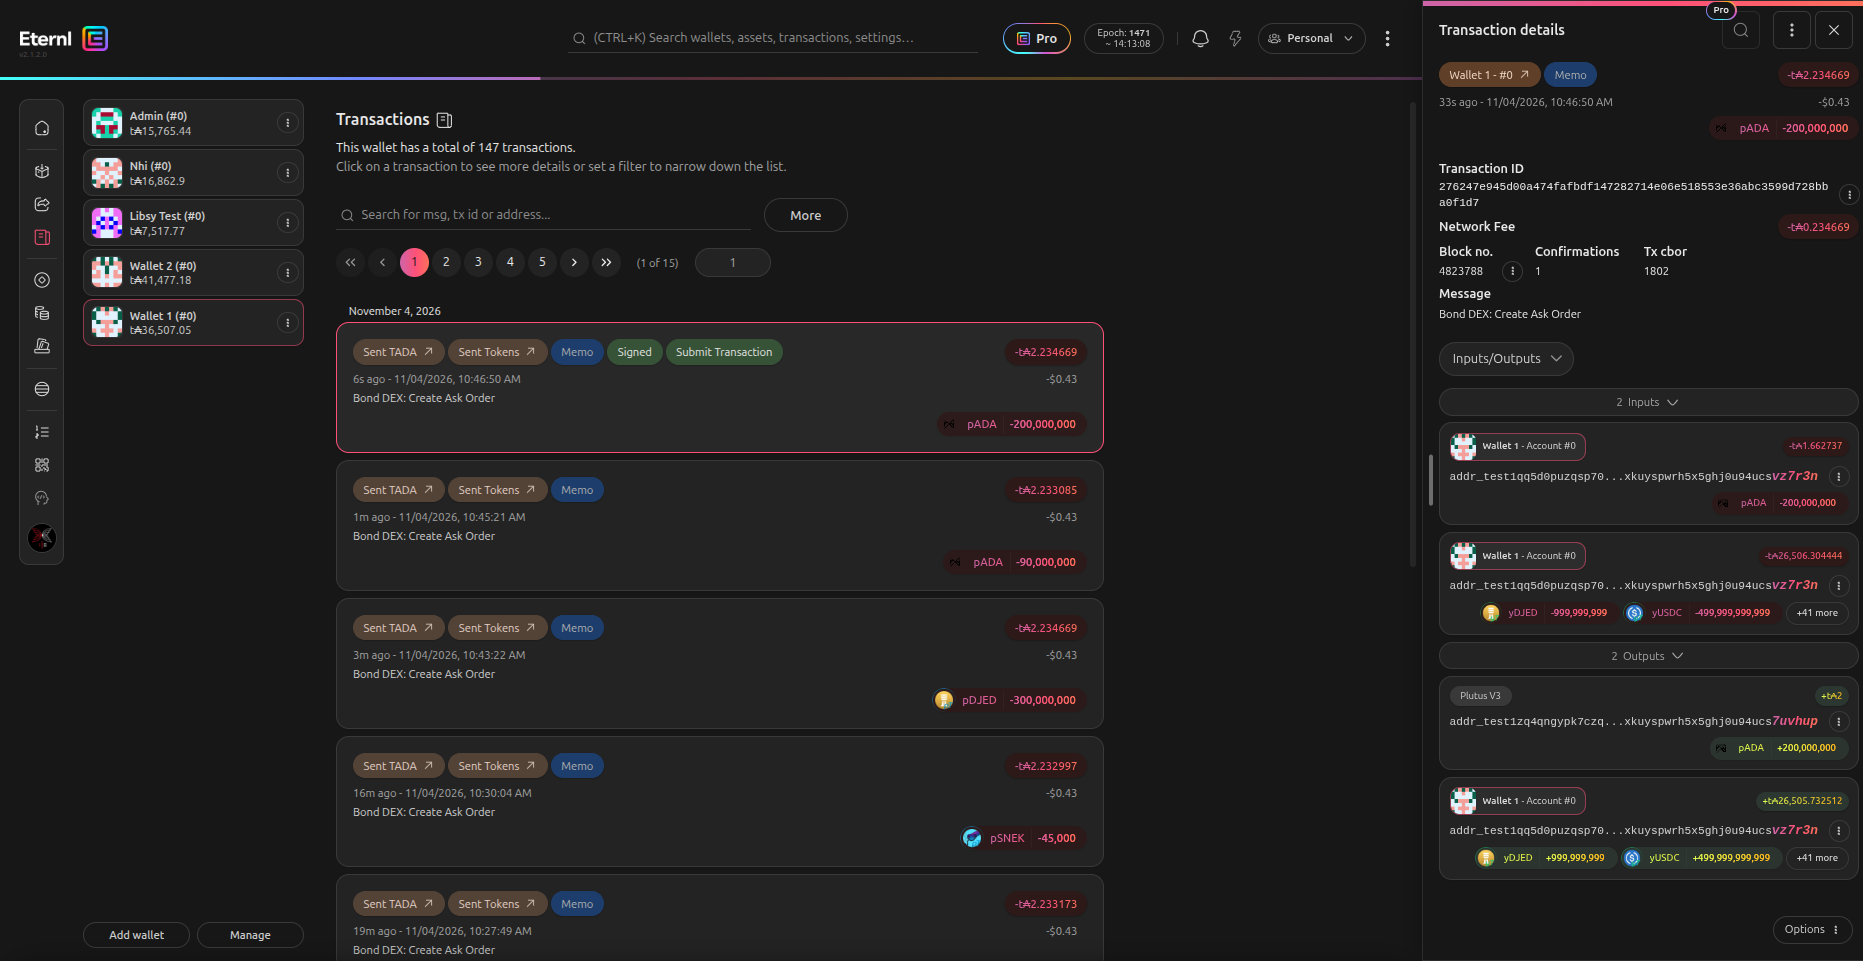 Eternl
v2.1.2.0
(CTRL+K) Search wallets, assets, transactions, settings...
Pro
Epoch: 1471
~ 14:13:08
Personal
Admin (#0)
t₳15,765.44
Nhi (#0)
t₳16,862.9
Libsy Test (#0)
t₳7,517.77
Wallet 2 (#0)
t₳41,477.18
Wallet 1 (#0)
t₳36,507.05
Add wallet
Manage
Transactions
This wallet has a total of 147 transactions.
Click on a transaction to see more details or set a filter to narrow down the list.
Search for msg, tx id or address...
More
1 2 3 4 5 (1 of 15) 1
November 4, 2026
Sent TADA Sent Tokens Memo Signed Submit Transaction -t₳2.234669
6s ago - 11/04/2026, 10:46:50 AM -$0.43
Bond DEX: Create Ask Order
pADA -200,000,000
Sent TADA Sent Tokens Memo -t₳2.233085
1m ago - 11/04/2026, 10:45:21 AM -$0.43
Bond DEX: Create Ask Order
pADA -90,000,000
Sent TADA Sent Tokens Memo -t₳2.234669
3m ago - 11/04/2026, 10:43:22 AM -$0.43
Bond DEX: Create Ask Order
pDJED -300,000,000
Sent TADA Sent Tokens Memo -t₳2.232997
16m ago - 11/04/2026, 10:30:04 AM -$0.43
Bond DEX: Create Ask Order
pSNEK -45,000
Sent TADA Sent Tokens Memo -t₳2.233173
19m ago - 11/04/2026, 10:27:49 AM -$0.43
Bond DEX: Create Ask Order
Pro
Transaction details
Wallet 1 - #0 Memo -t₳2.234669
33s ago - 11/04/2026, 10:46:50 AM -$0.43
pADA -200,000,000
Transaction ID
276247e945d00a474fafbdf147282714e06e518553e36abc3599d728bb
a0f1d7
Network Fee -t₳0.234669
Block no. Confirmations Tx cbor
4823788 1 1802
Message
Bond DEX: Create Ask Order
Inputs/Outputs
2 Inputs
Wallet 1 - Account #0 -t₳1.662737
addr_test1qq5d0puzqsp70...xkuyspwrh5x5ghj0u94ucsvz7r3n
pADA -200,000,000
Wallet 1 - Account #0 -t₳26,506.304444
addr_test1qq5d0puzqsp70...xkuyspwrh5x5ghj0u94ucsvz7r3n
yDJED -999,999,999 yUSDC -499,999,999,999 +41 more
2 Outputs
Plutus V3 +t₳2
addr_test1zq4qngypk7czq...xkuyspwrh5x5ghj0u94ucs7uvhup
pADA +200,000,000
Wallet 1 - Account #0 +t₳26,505.732512
addr_test1qq5d0puzqsp70...xkuyspwrh5x5ghj0u94ucsvz7r3n
yDJED +999,999,999 yUSDC +499,999,999,999 +41 more
Options